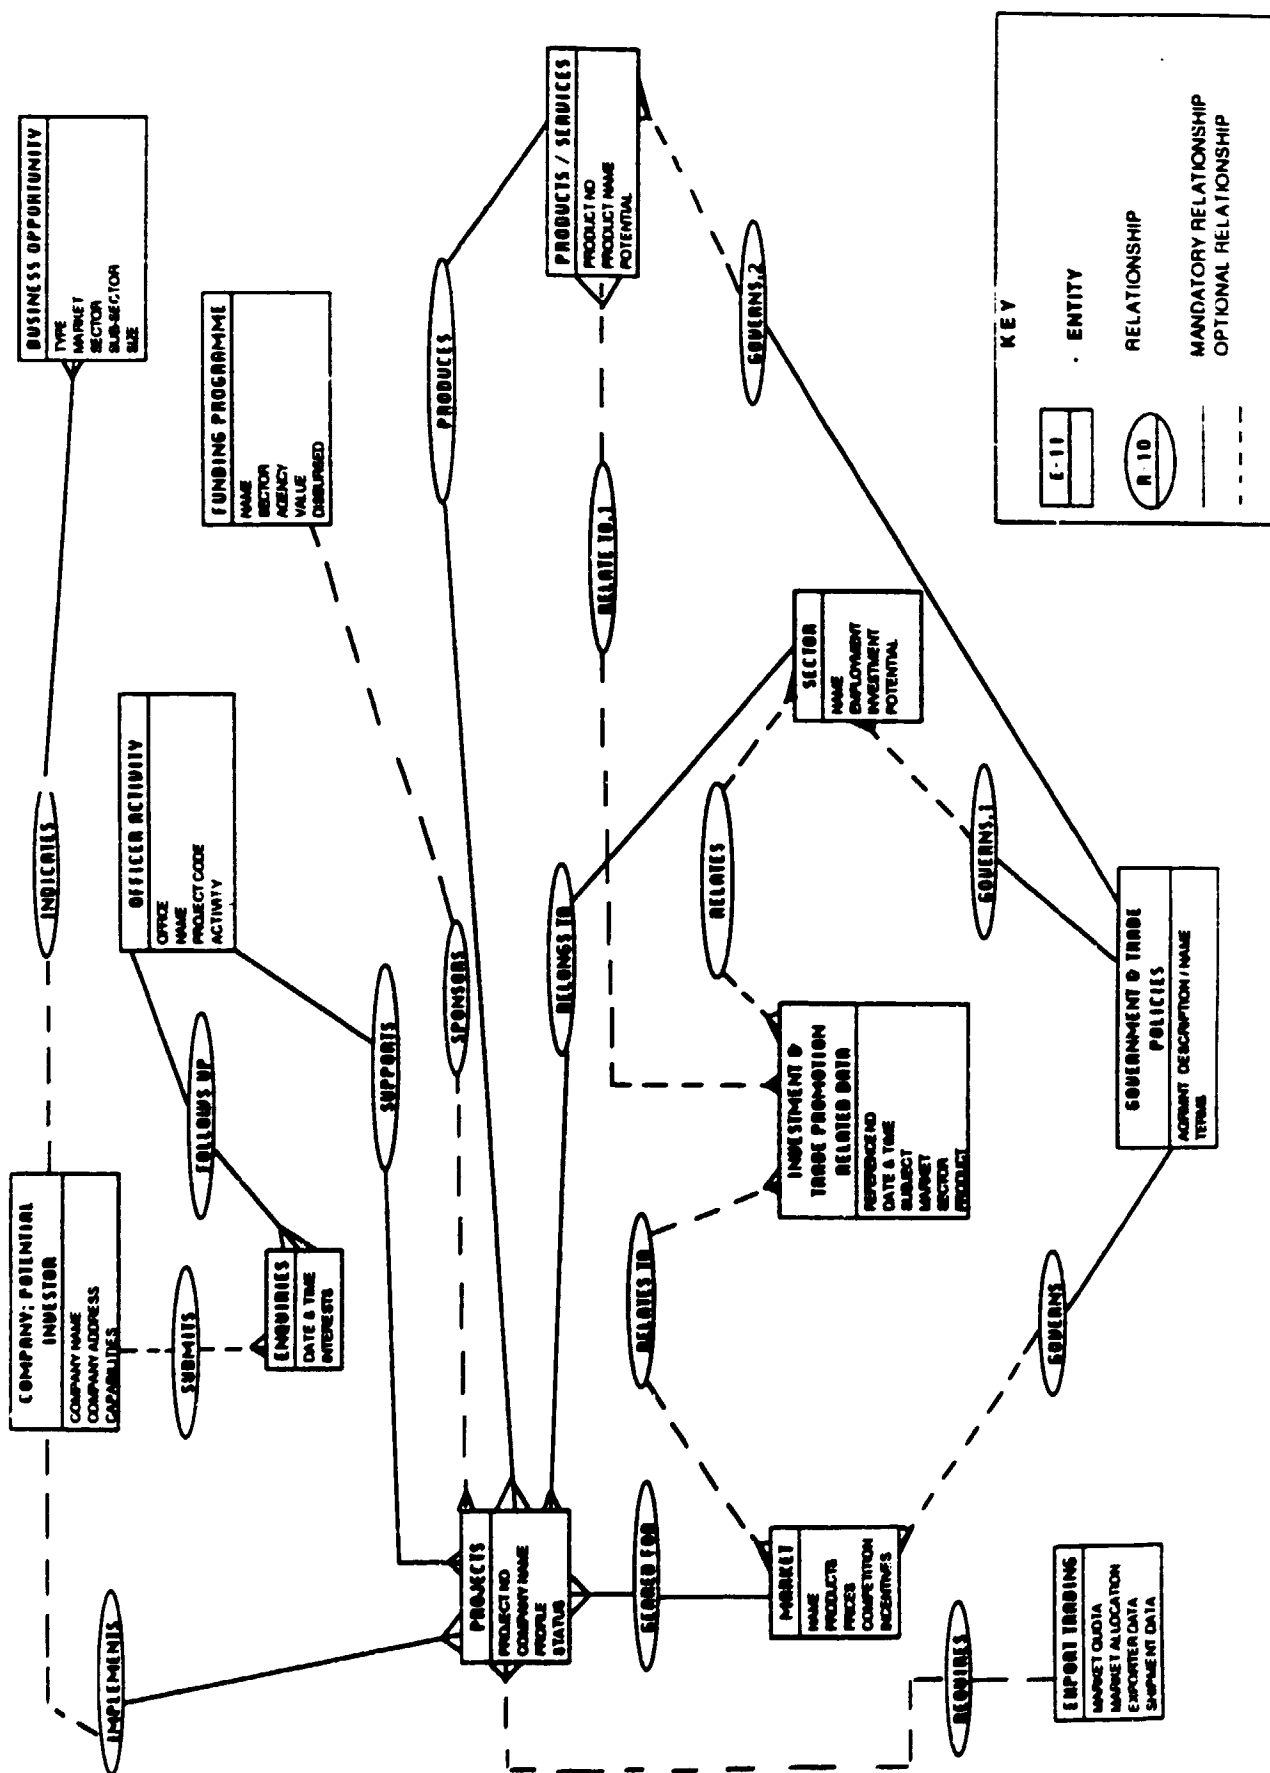 BUSINESS OPPORTUNITY
TYPE
MARKET
SECTOR
SUB-SECTOR
SIZE
INDICATES
COMPANY; POTENTIAL
INVESTOR
COMPANY NAME
COMPANY ADDRESS
CAPABILITIES
OFFICER ACTIVITY
OFFICE
NAME
PROJECT CODE
ACTIVITY
FUNDING PROGRAMME
NAME
SECTOR
AGENCY
VALUE
DISBURSED
FOLLOWS UP
SUBMITS
ENQUIRIES
DATE & TIME
INTERESTS
IMPLEMENTS
SUPPORTS
SPONSORS
PRODUCES
PRODUCTS / SERVICES
PRODUCT NO
PRODUCT NAME
POTENTIAL
PROJECTS
PROJECT NO
COMPANY NAME
PROFILE
STATUS
BELONGS TO
RELATE TO,1
GOVERNS,2
GEARED FOR
RELATES TO
RELATES
SECTOR
NAME
EMPLOYMENT
INVESTMENT
POTENTIAL
INVESTMENT &
TRADE PROMOTION
RELATED DATA
REFERENCE NO
DATE & TIME
SUBJECT
MARKET
SECTOR
PRODUCT
MARKET
NAME
PRODUCTS
PRICES
COMPETITION
INCENTIVES
GOVERNS,1
GOVERNS
REQUIRES
EXPORT TRADING
MARKET QUOTA
MARKET ALLOCATION
EXPORTER DATA
SHIPMENT DATA
GOVERNMENT & TRADE
POLICIES
AGRMNT DESCRIPTION / NAME
TERMS
KEY
E-11
ENTITY
R-10
RELATIONSHIP
MANDATORY RELATIONSHIP
OPTIONAL RELATIONSHIP